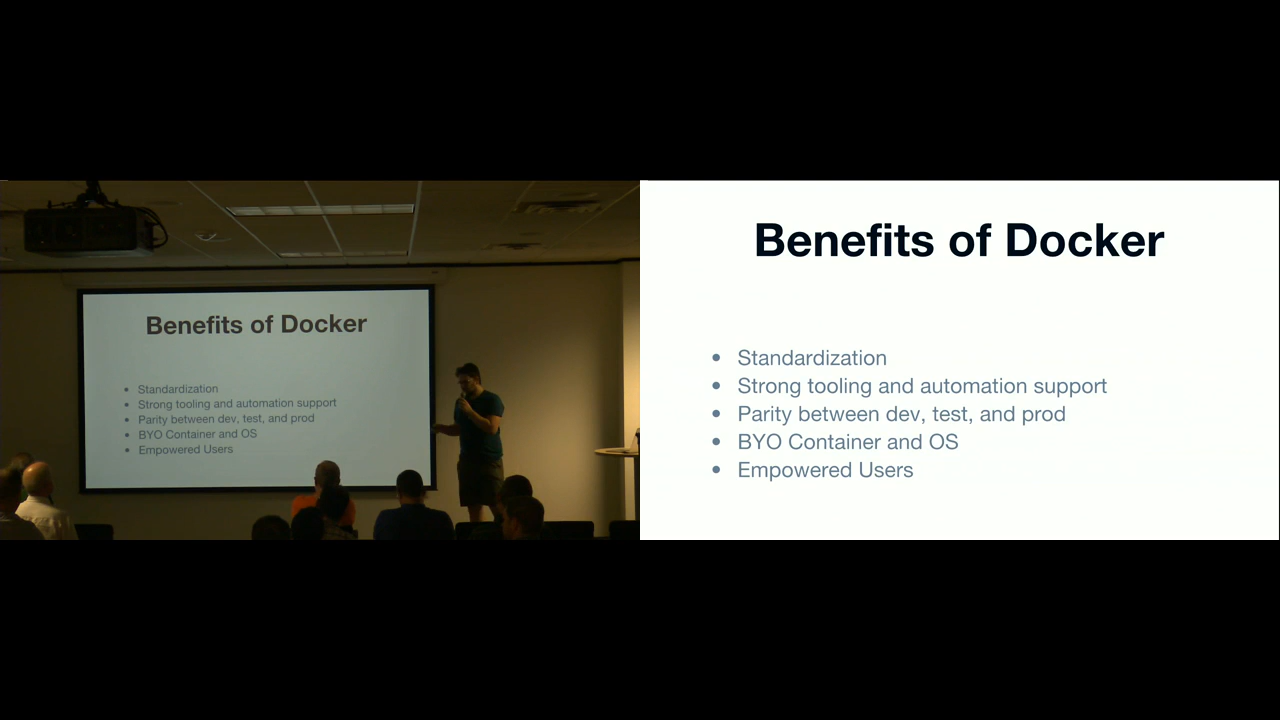 Benefits of Docker
• Standardization
• Strong tooling and automation support
• Parity between dev, test, and prod
• BYO Container and OS
• Empowered Users
Benefits of Docker
• Standardization
• Strong tooling and automation support
• Parity between dev, test, and prod
• BYO Container and OS
• Empowered Users